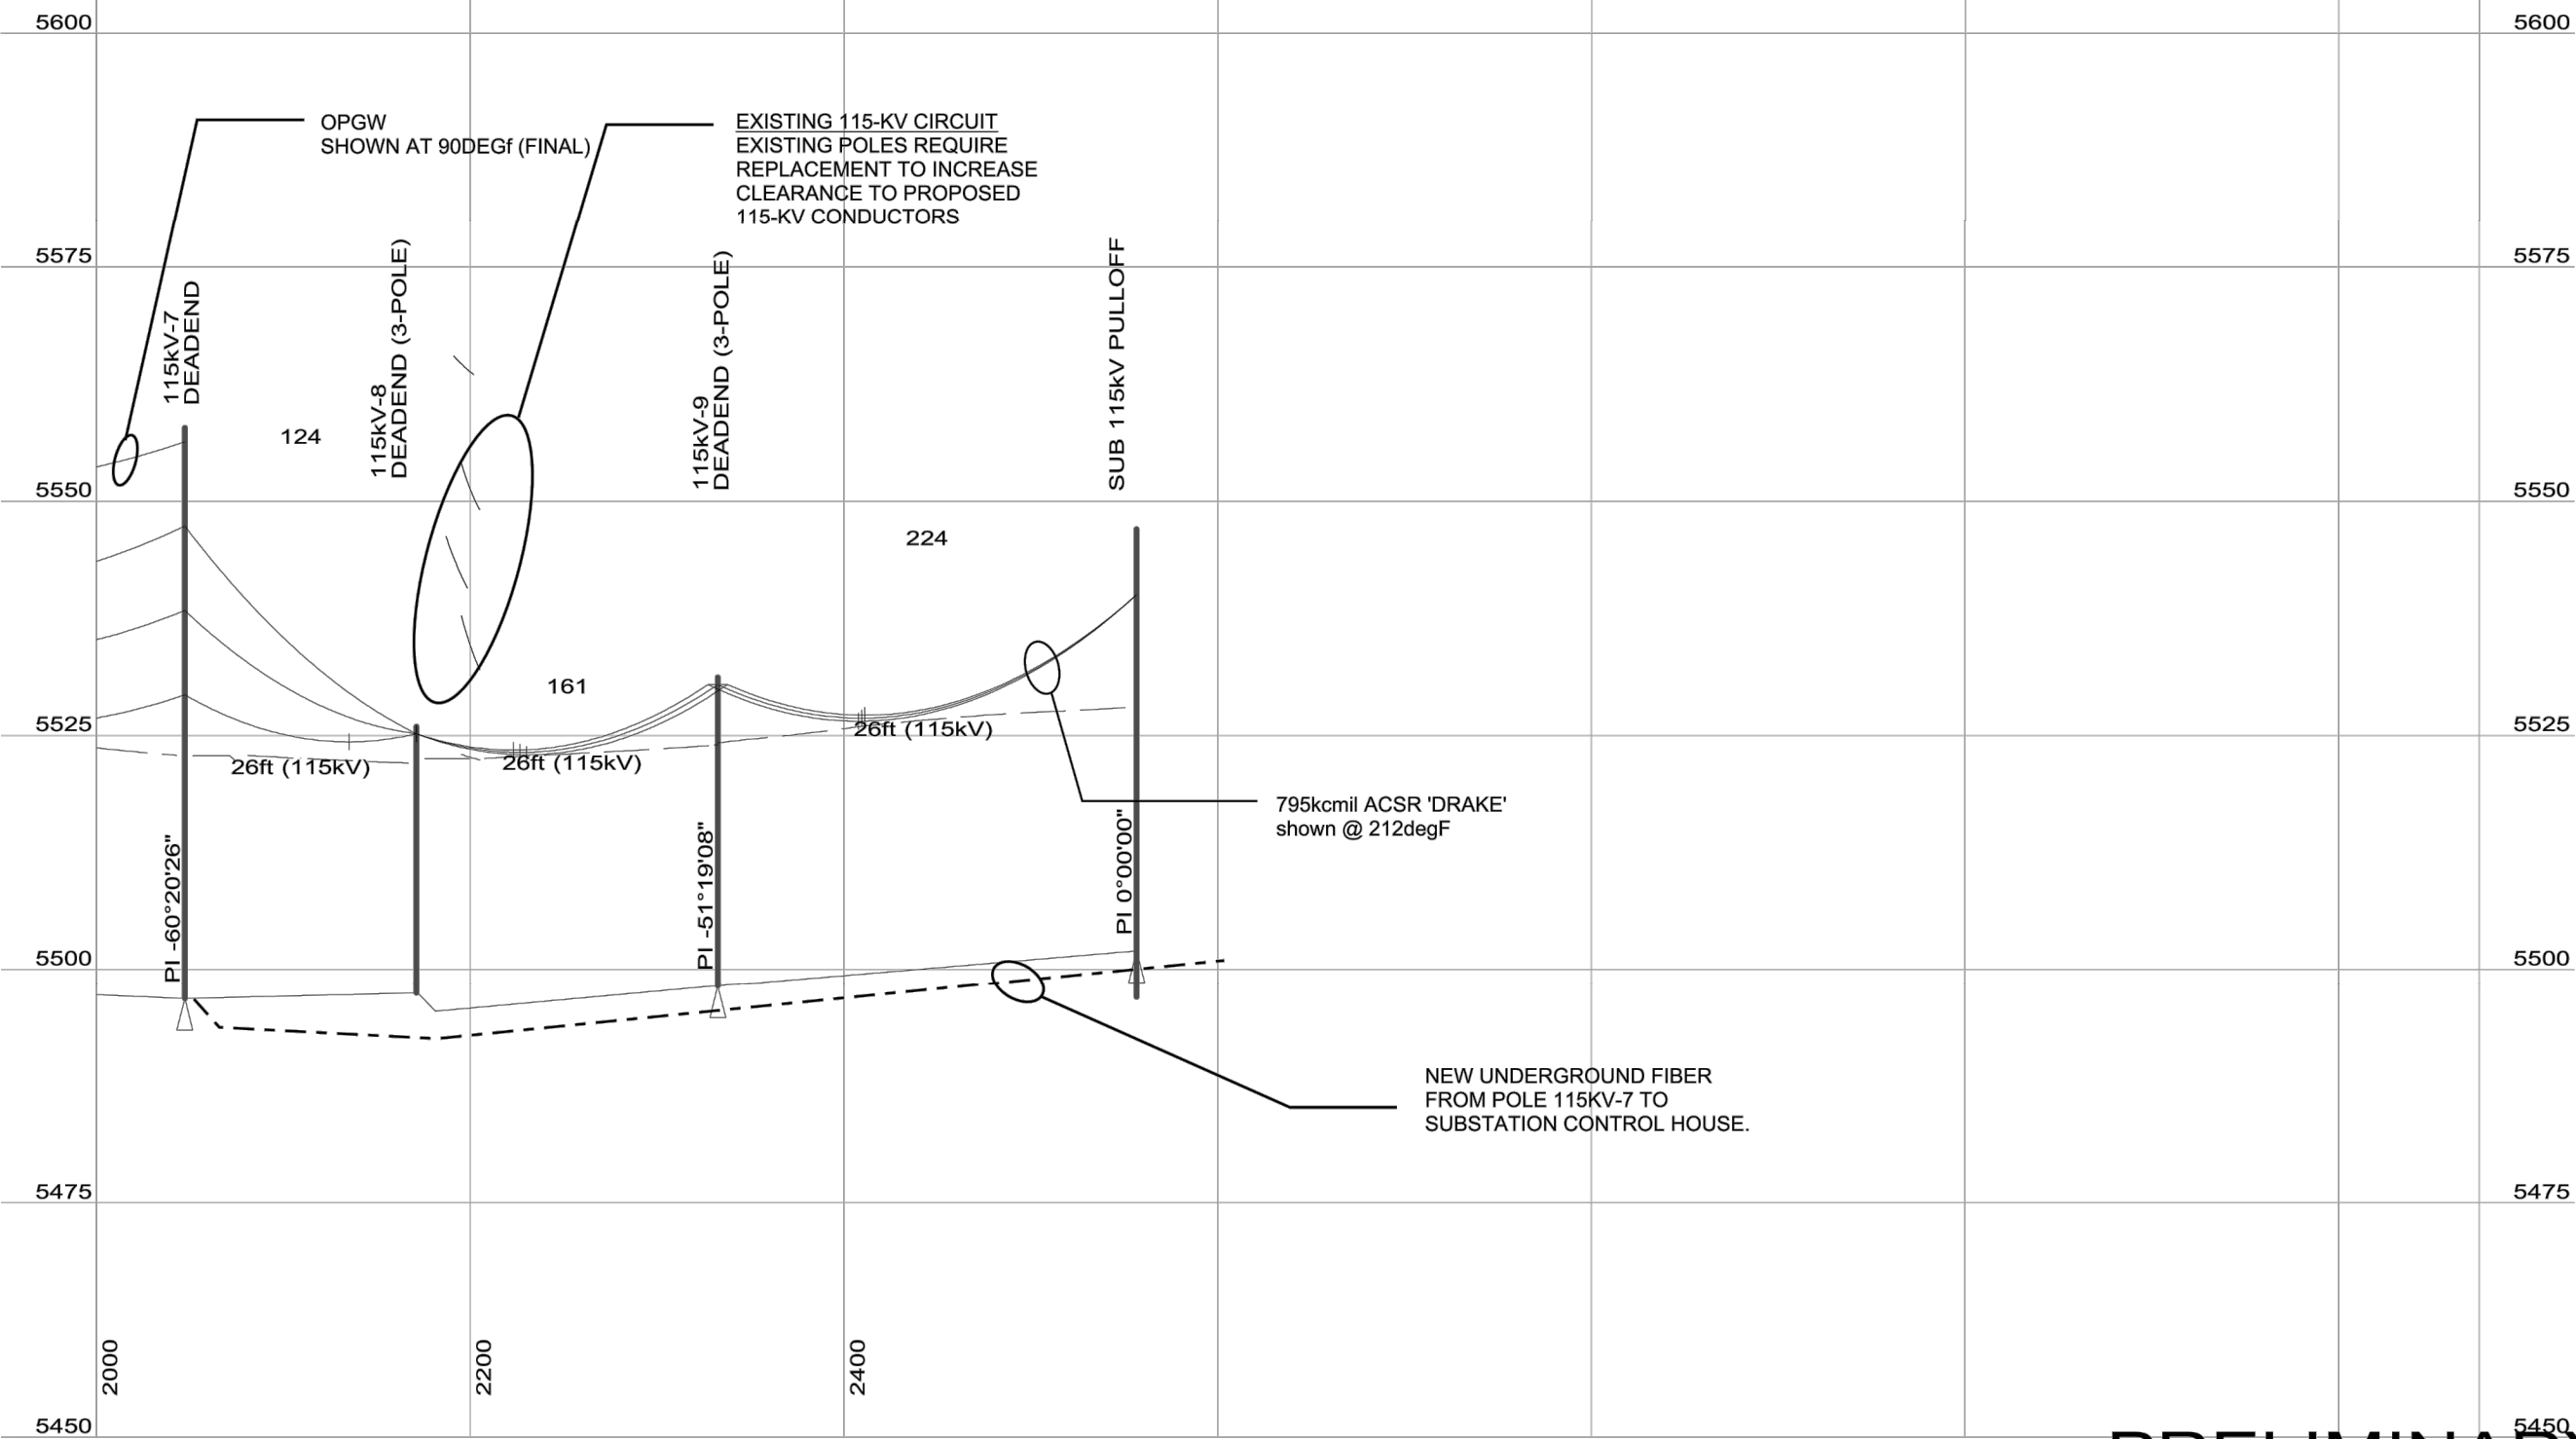 5600
5600
OPGW
SHOWN AT 90DEGf (FINAL)
EXISTING 115-KV CIRCUIT
EXISTING POLES REQUIRE
REPLACEMENT TO INCREASE
CLEARANCE TO PROPOSED
115-KV CONDUCTORS
5575
5575
115kV-7
DEADEND
115kV-8
DEADEND (3-POLE)
115kV-9
DEADEND (3-POLE)
SUB 115kV PULLOFF
124
5550
5550
224
161
5525
5525
26ft (115kV)
26ft (115kV)
26ft (115kV)
795kcmil ACSR 'DRAKE'
shown @ 212degF
PI -60°20'26"
PI -51°19'08"
PI 0°00'00"
5500
5500
NEW UNDERGROUND FIBER
FROM POLE 115KV-7 TO
SUBSTATION CONTROL HOUSE.
5475
5475
2000
2200
2400
5450
5450